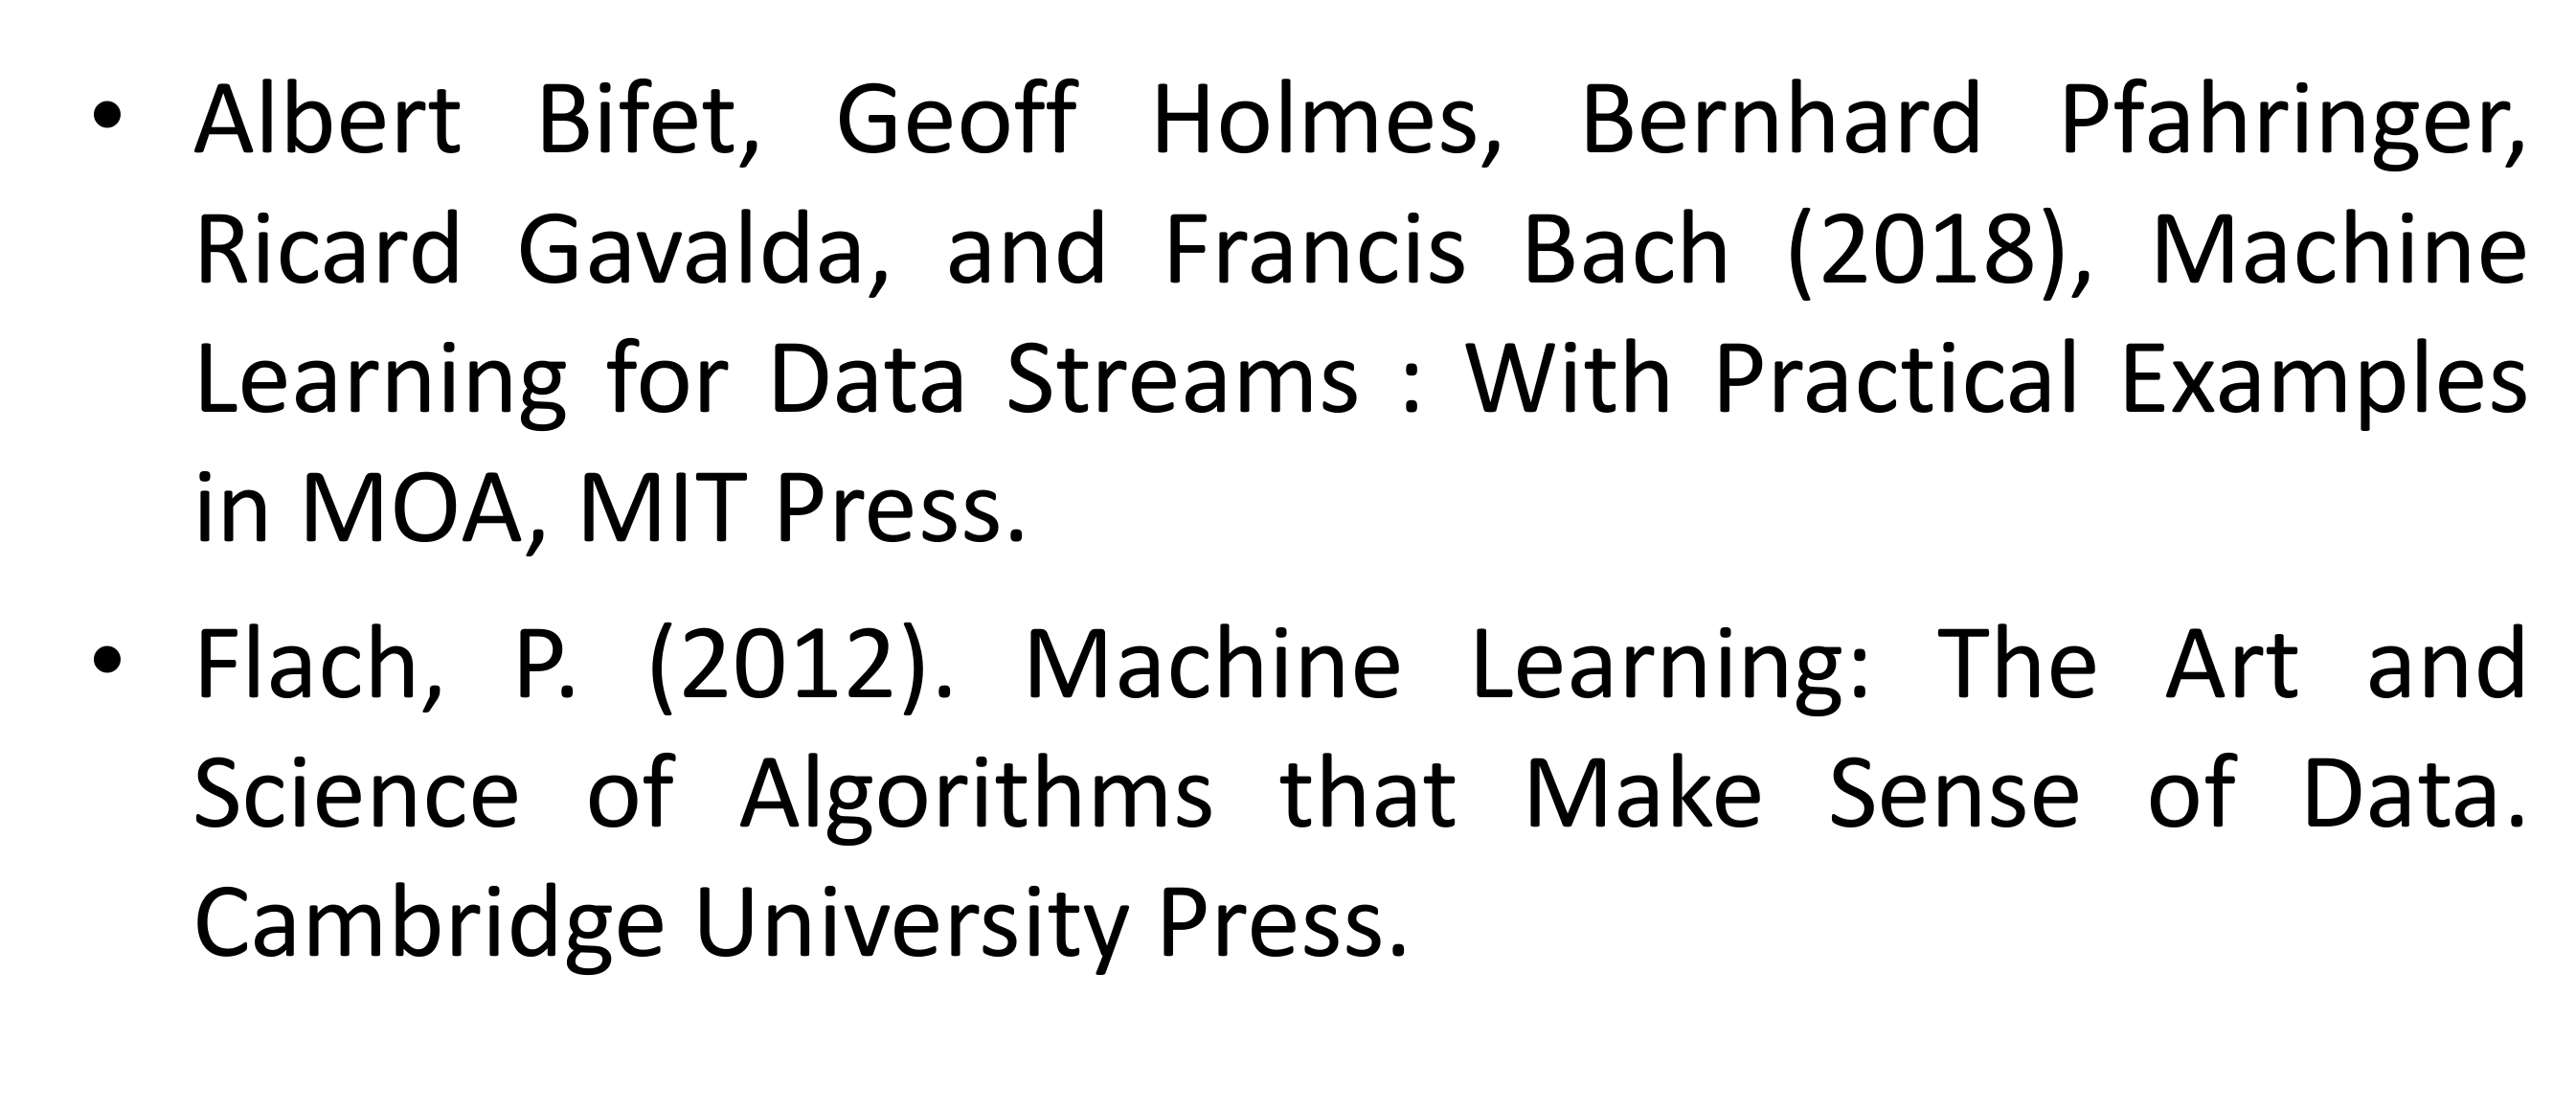 • Albert Bifet, Geoff Holmes, Bernhard Pfahringer,
Ricard Gavalda, and Francis Bach (2018), Machine
Learning for Data Streams : With Practical Examples
in MOA, MIT Press.
• Flach, P. (2012). Machine Learning: The Art and
Science of Algorithms that Make Sense of Data.
Cambridge University Press.